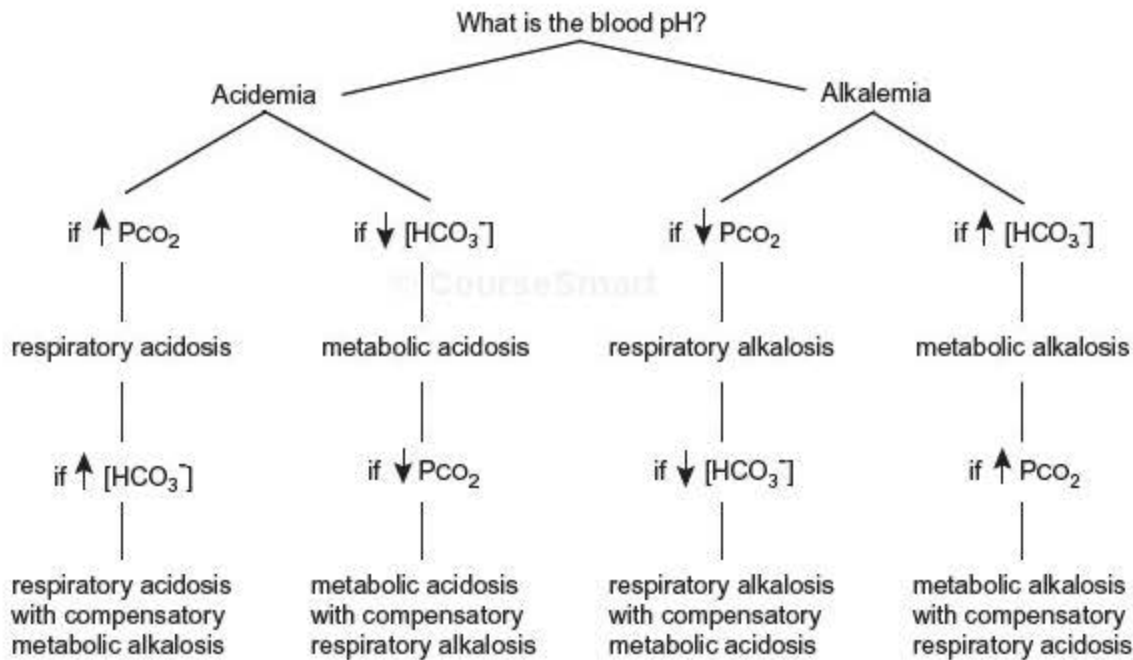 What is the blood pH?
Acidemia
Alkalemia
if ↑ Pco₂
if ↓ [HCO₃⁻]
if ↓ Pco₂
if ↑ [HCO₃⁻]
CourseSmart
respiratory acidosis
metabolic acidosis
respiratory alkalosis
metabolic alkalosis
if ↑ [HCO₃⁻]
if ↓ Pco₂
if ↓ [HCO₃⁻]
if ↑ Pco₂
respiratory acidosis
with compensatory
metabolic alkalosis
metabolic acidosis
with compensatory
respiratory alkalosis
respiratory alkalosis
with compensatory
metabolic acidosis
metabolic alkalosis
with compensatory
respiratory acidosis